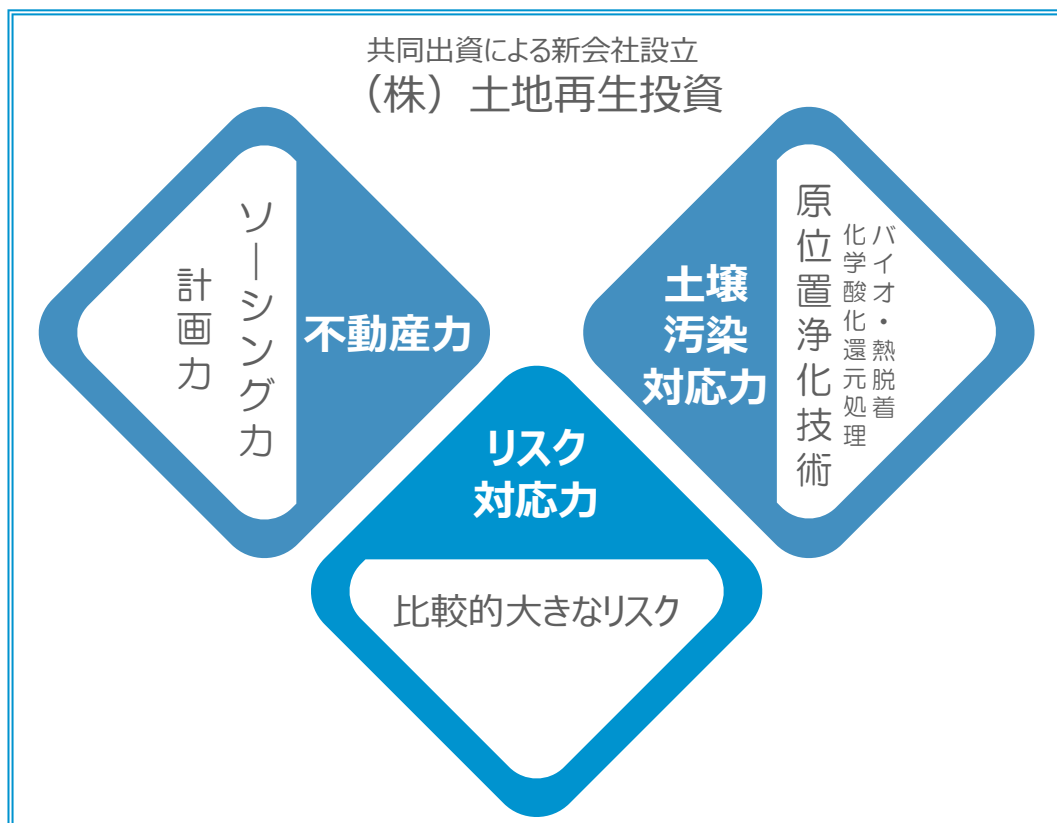 共同出資による新会社設立
（株）土地再生投資
ソーシング力
計画力
不動産力
土壌
汚染
対応力
原位置浄化技術
バイオ・熱脱着
化学酸化還元処理
リスク
対応力
比較的大きなリスク